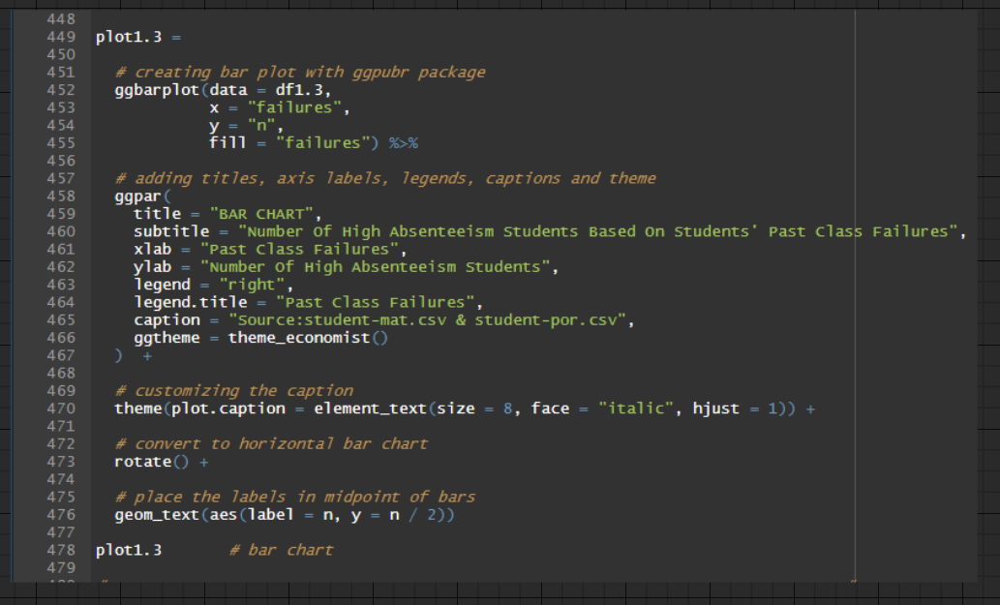 448
449 plot1.3 =
450
451 # creating bar plot with ggpubr package
452 ggbarplot(data = df1.3,
453 x = "failures",
454 y = "n",
455 fill = "failures") %>%
456
457 # adding titles, axis labels, legends, captions and theme
458 ggpar(
459 title = "BAR CHART",
460 subtitle = "Number Of High Absenteeism Students Based On Students' Past Class Failures",
461 xlab = "Past Class Failures",
462 ylab = "Number Of High Absenteeism Students",
463 legend = "right",
464 legend.title = "Past Class Failures",
465 caption = "Source:student-mat.csv & student-por.csv",
466 ggtheme = theme_economist()
467 ) +
468
469 # customizing the caption
470 theme(plot.caption = element_text(size = 8, face = "italic", hjust = 1)) +
471
472 # convert to horizontal bar chart
473 rotate() +
474
475 # place the labels in midpoint of bars
476 geom_text(aes(label = n, y = n / 2))
477
478 plot1.3 # bar chart
479